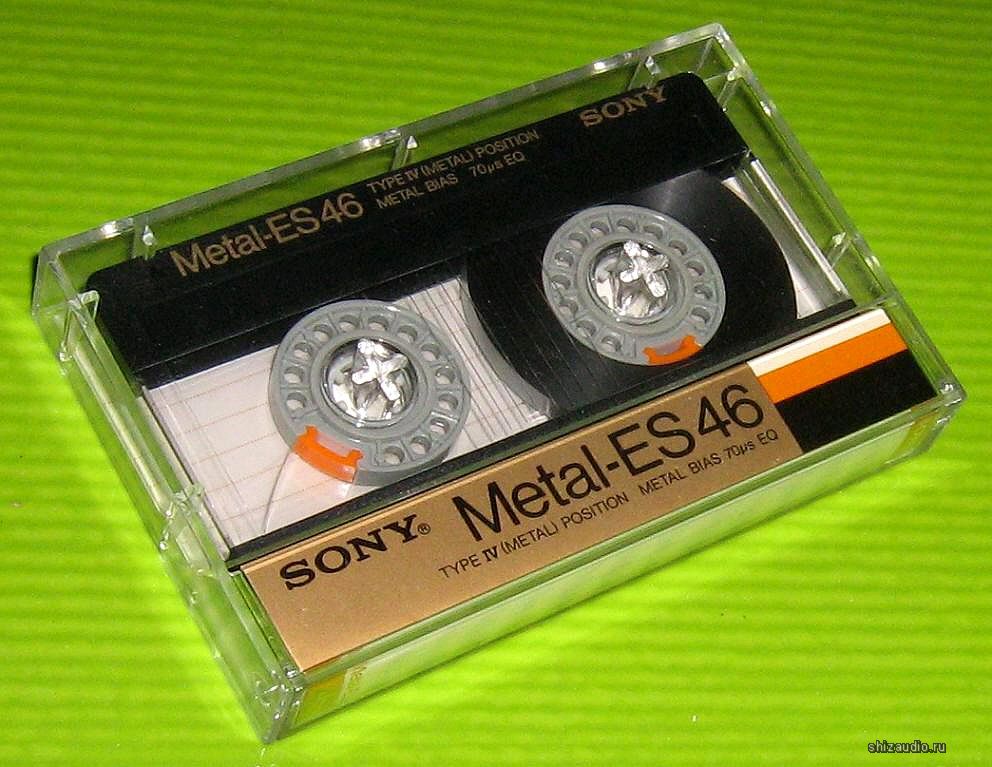 Metal-ES46
TYPE IV (METAL) POSITION
METAL BIAS 70µs EQ
SONY
SONY®
Metal-ES46
TYPE IV (METAL) POSITION METAL BIAS 70µs EQ
shizaudio.ru